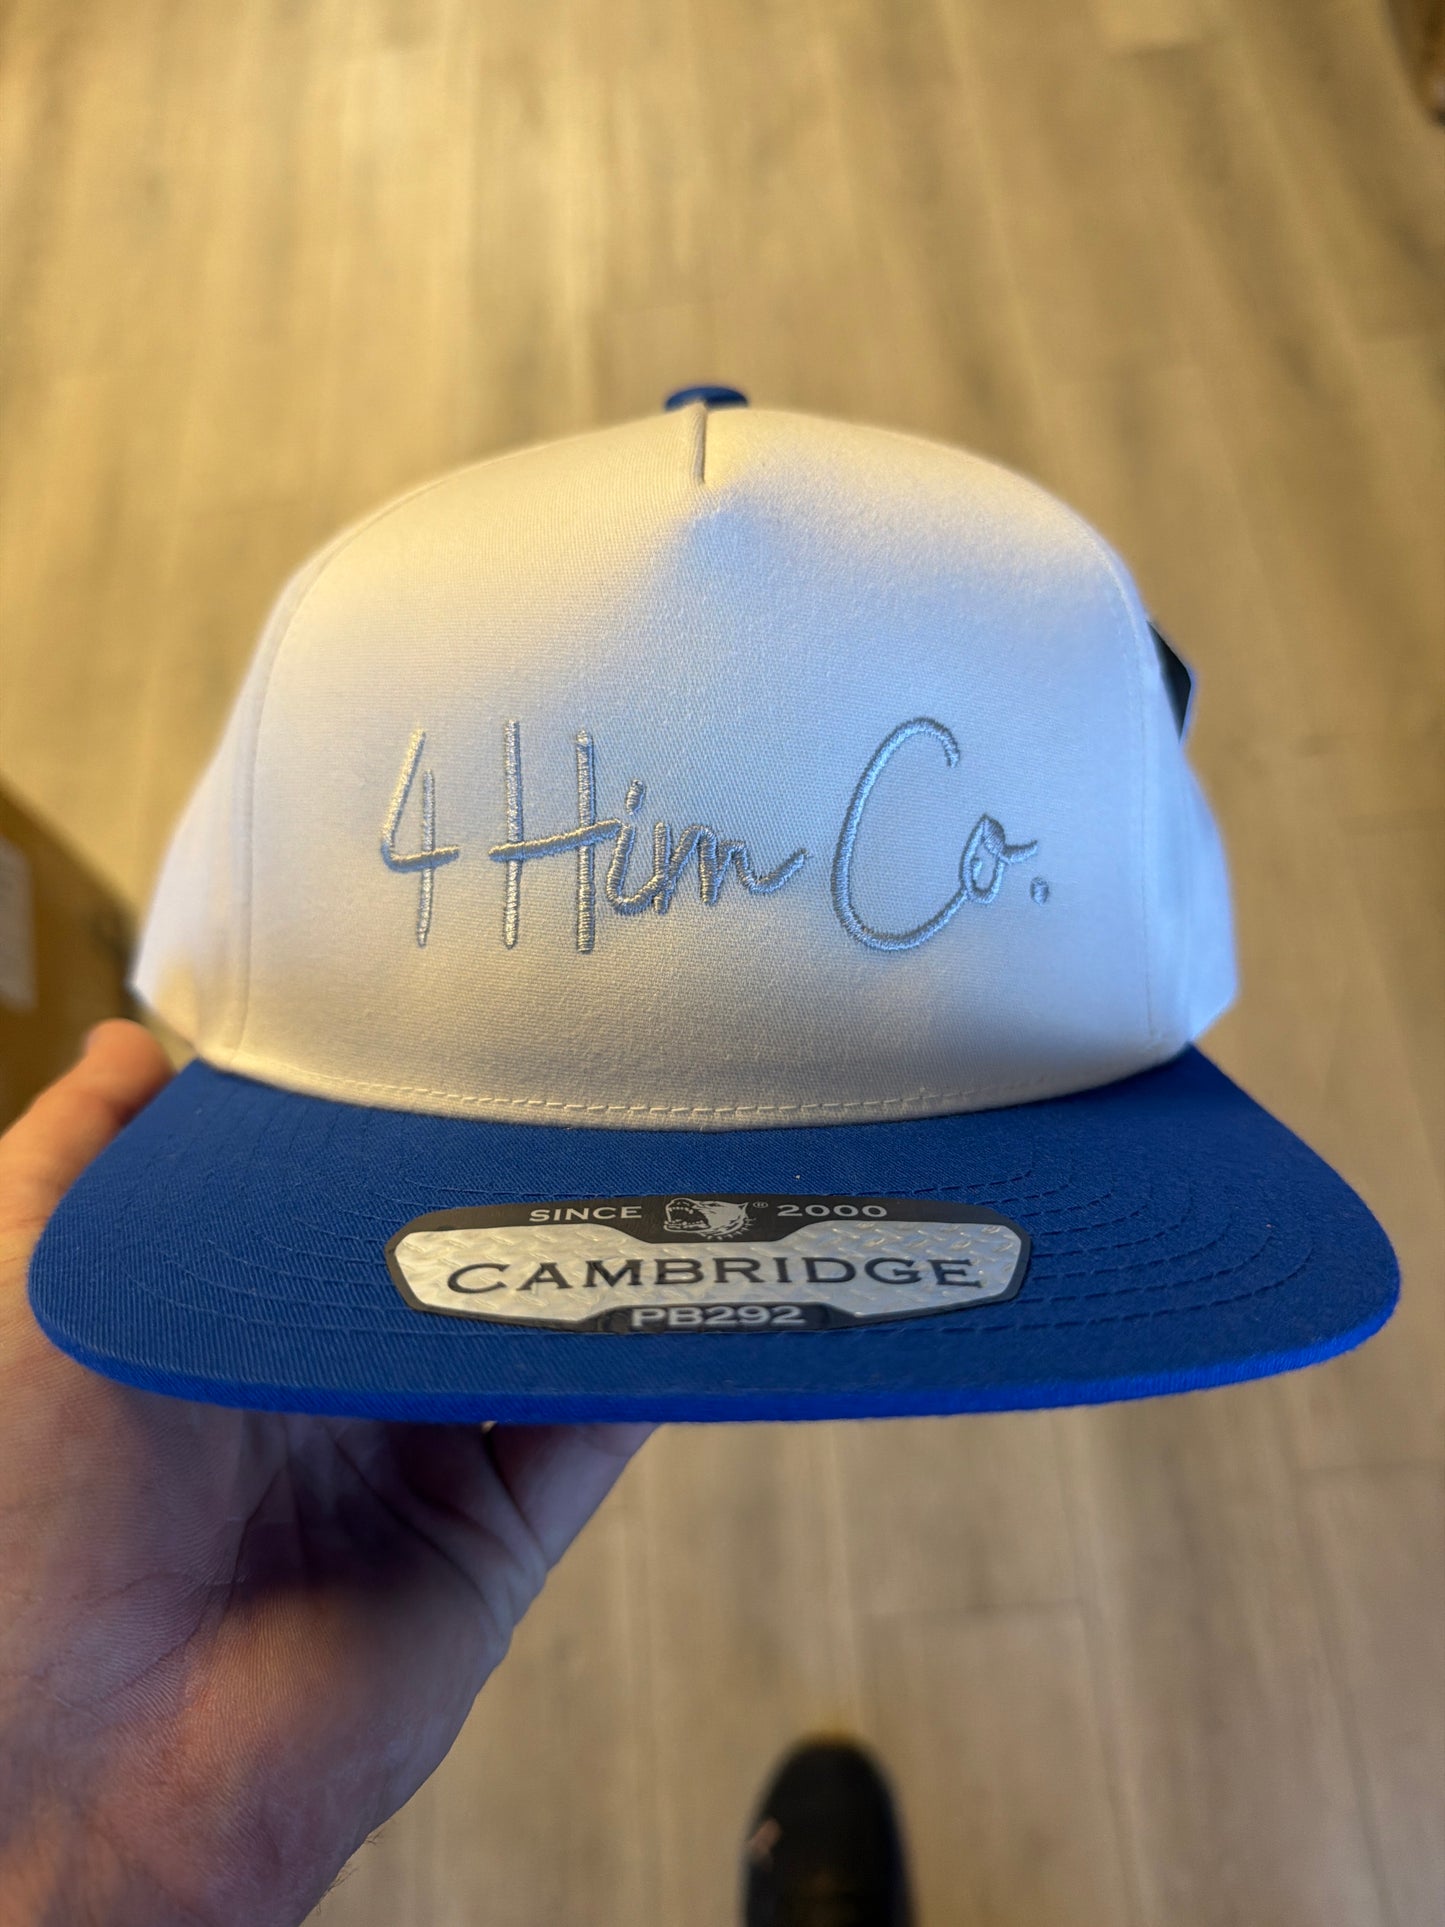 4 Him Co.
SINCE ® 2000
CAMBRIDGE
PB292